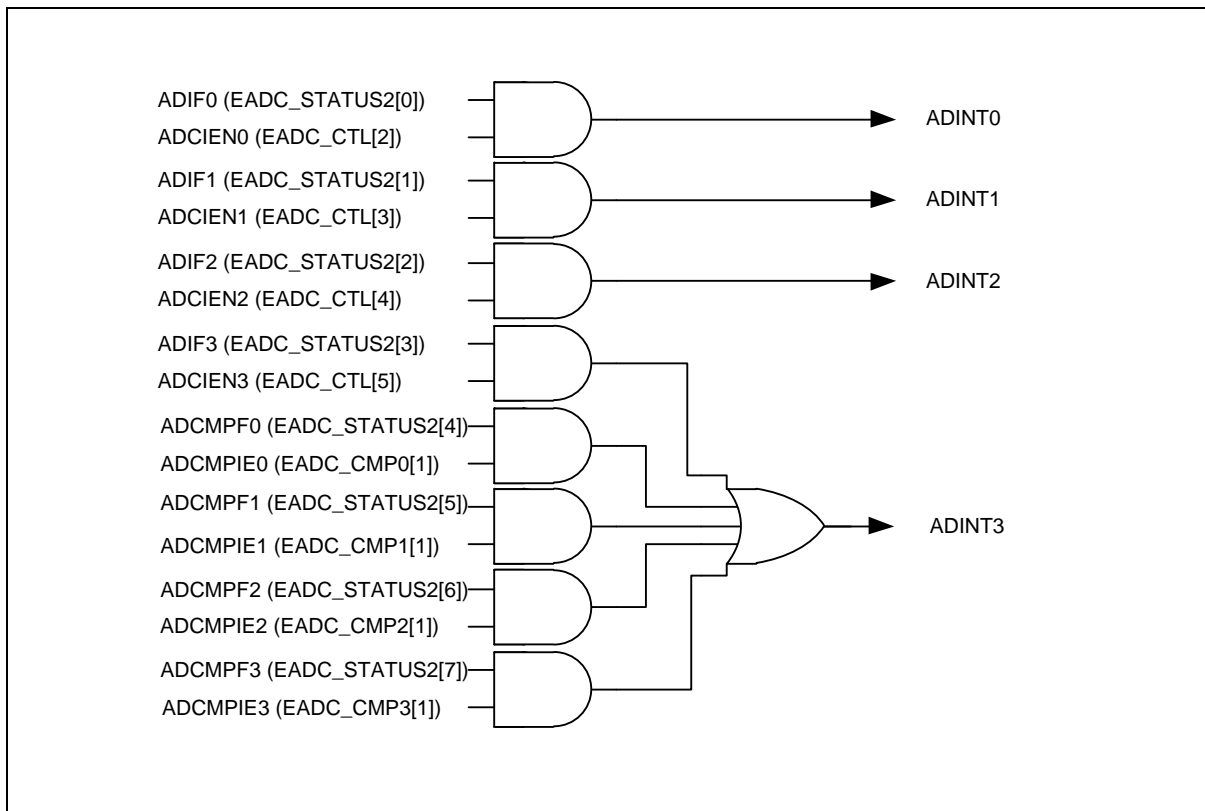 ADIF0 (EADC_STATUS2[0])
ADCIEN0 (EADC_CTL[2])
ADINT0
ADIF1 (EADC_STATUS2[1])
ADCIEN1 (EADC_CTL[3])
ADINT1
ADIF2 (EADC_STATUS2[2])
ADCIEN2 (EADC_CTL[4])
ADINT2
ADIF3 (EADC_STATUS2[3])
ADCIEN3 (EADC_CTL[5])
ADCMPF0 (EADC_STATUS2[4])
ADCMPIE0 (EADC_CMP0[1])
ADCMPF1 (EADC_STATUS2[5])
ADCMPIE1 (EADC_CMP1[1])
ADINT3
ADCMPF2 (EADC_STATUS2[6])
ADCMPIE2 (EADC_CMP2[1])
ADCMPF3 (EADC_STATUS2[7])
ADCMPIE3 (EADC_CMP3[1])